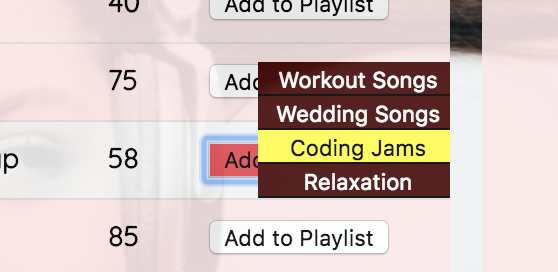 40 Add to Playlist
75 Add Workout Songs
Wedding Songs
up 58 Add Coding Jams
Relaxation
85 Add to Playlist